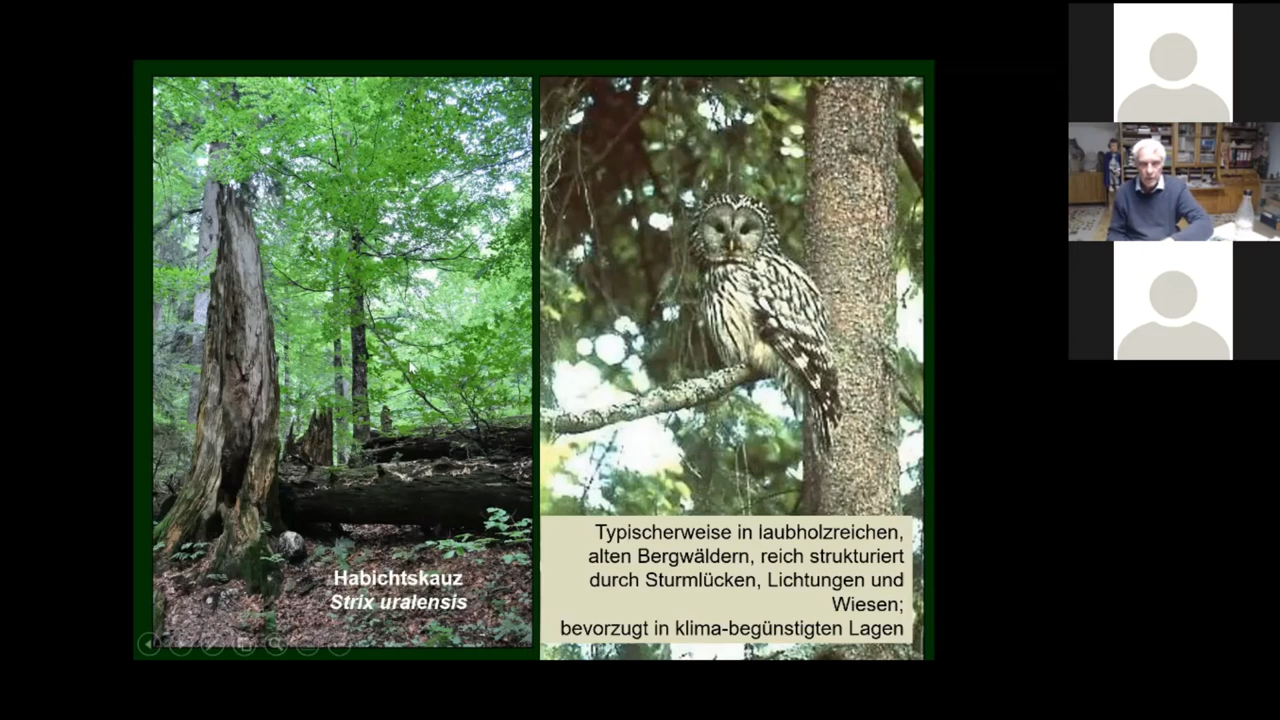 Habichtskauz
Strix uralensis
Typischerweise in laubholzreichen,
alten Bergwäldern, reich strukturiert
durch Sturmlücken, Lichtungen und
Wiesen;
bevorzugt in klima-begünstigten Lagen